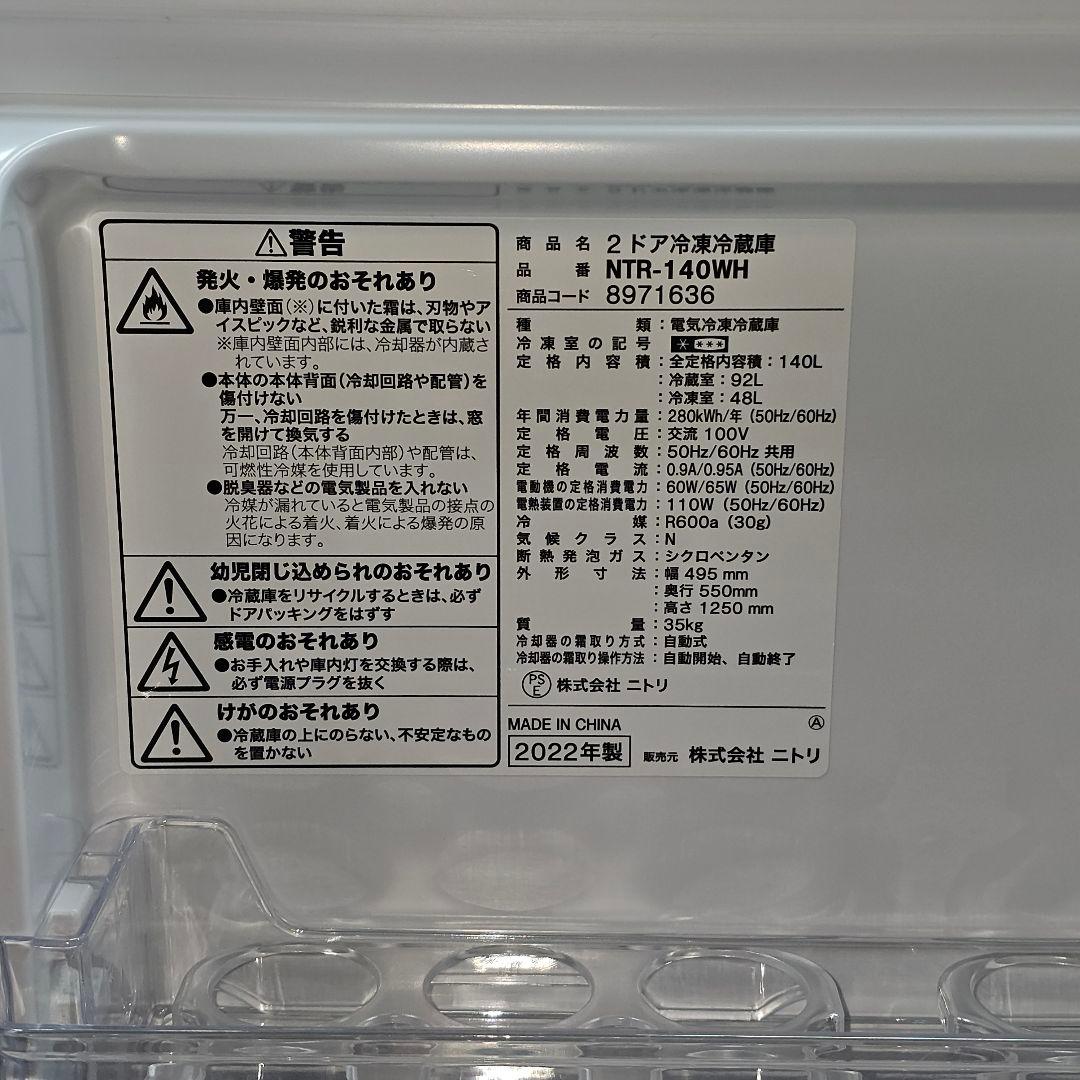 ⚠警告
発火・爆発のおそれあり
●庫内壁面(※)に付いた霜は、刃物やア
イスピックなど、鋭利な金属で取らない
※庫内壁面内部には、冷却器が内蔵さ
れています。
●本体の本体背面(冷却回路や配管)を
傷付けない
万一、冷却回路を傷付けたときは、窓
を開けて換気する
冷却回路(本体背面内部)や配管は、
可燃性冷媒を使用しています。
●脱臭器などの電気製品を入れない
冷媒が漏れていると電気製品の接点の
火花による着火、着火による爆発の原
因になります。
幼児閉じ込められのおそれあり
●冷蔵庫をリサイクルするときは、必ず
ドアパッキングをはずす
感電のおそれあり
●お手入れや庫内灯を交換する際は、
必ず電源プラグを抜く
けがのおそれあり
●冷蔵庫の上にのらない、不安定なもの
を置かない
商品名 2ドア冷凍冷蔵庫
品番 NTR-140WH
商品コード 8971636
種類:電気冷凍冷蔵庫
冷凍室の記号 * ***
定格内容積:全定格内容積:140L
:冷蔵室:92L
:冷凍室:48L
年間消費電力量:280kWh/年(50Hz/60Hz)
定格電圧:交流 100V
定格周波数:50Hz/60Hz 共用
定格電流:0.9A/0.95A(50Hz/60Hz)
電動機の定格消費電力:60W/65W(50Hz/60Hz)
電熱装置の定格消費電力:110W(50Hz/60Hz)
冷媒:R600a(30g)
気候クラス:N
断熱発泡ガス:シクロペンタン
外形寸法:幅 495 mm
:奥行 550mm
:高さ 1250 mm
質量:35kg
冷却器の霜取り方式:自動式
冷却器の霜取り操作方法:自動開始、自動終了
PSE 株式会社 ニトリ
MADE IN CHINA Ⓐ
2022年製 販売元 株式会社 ニトリ